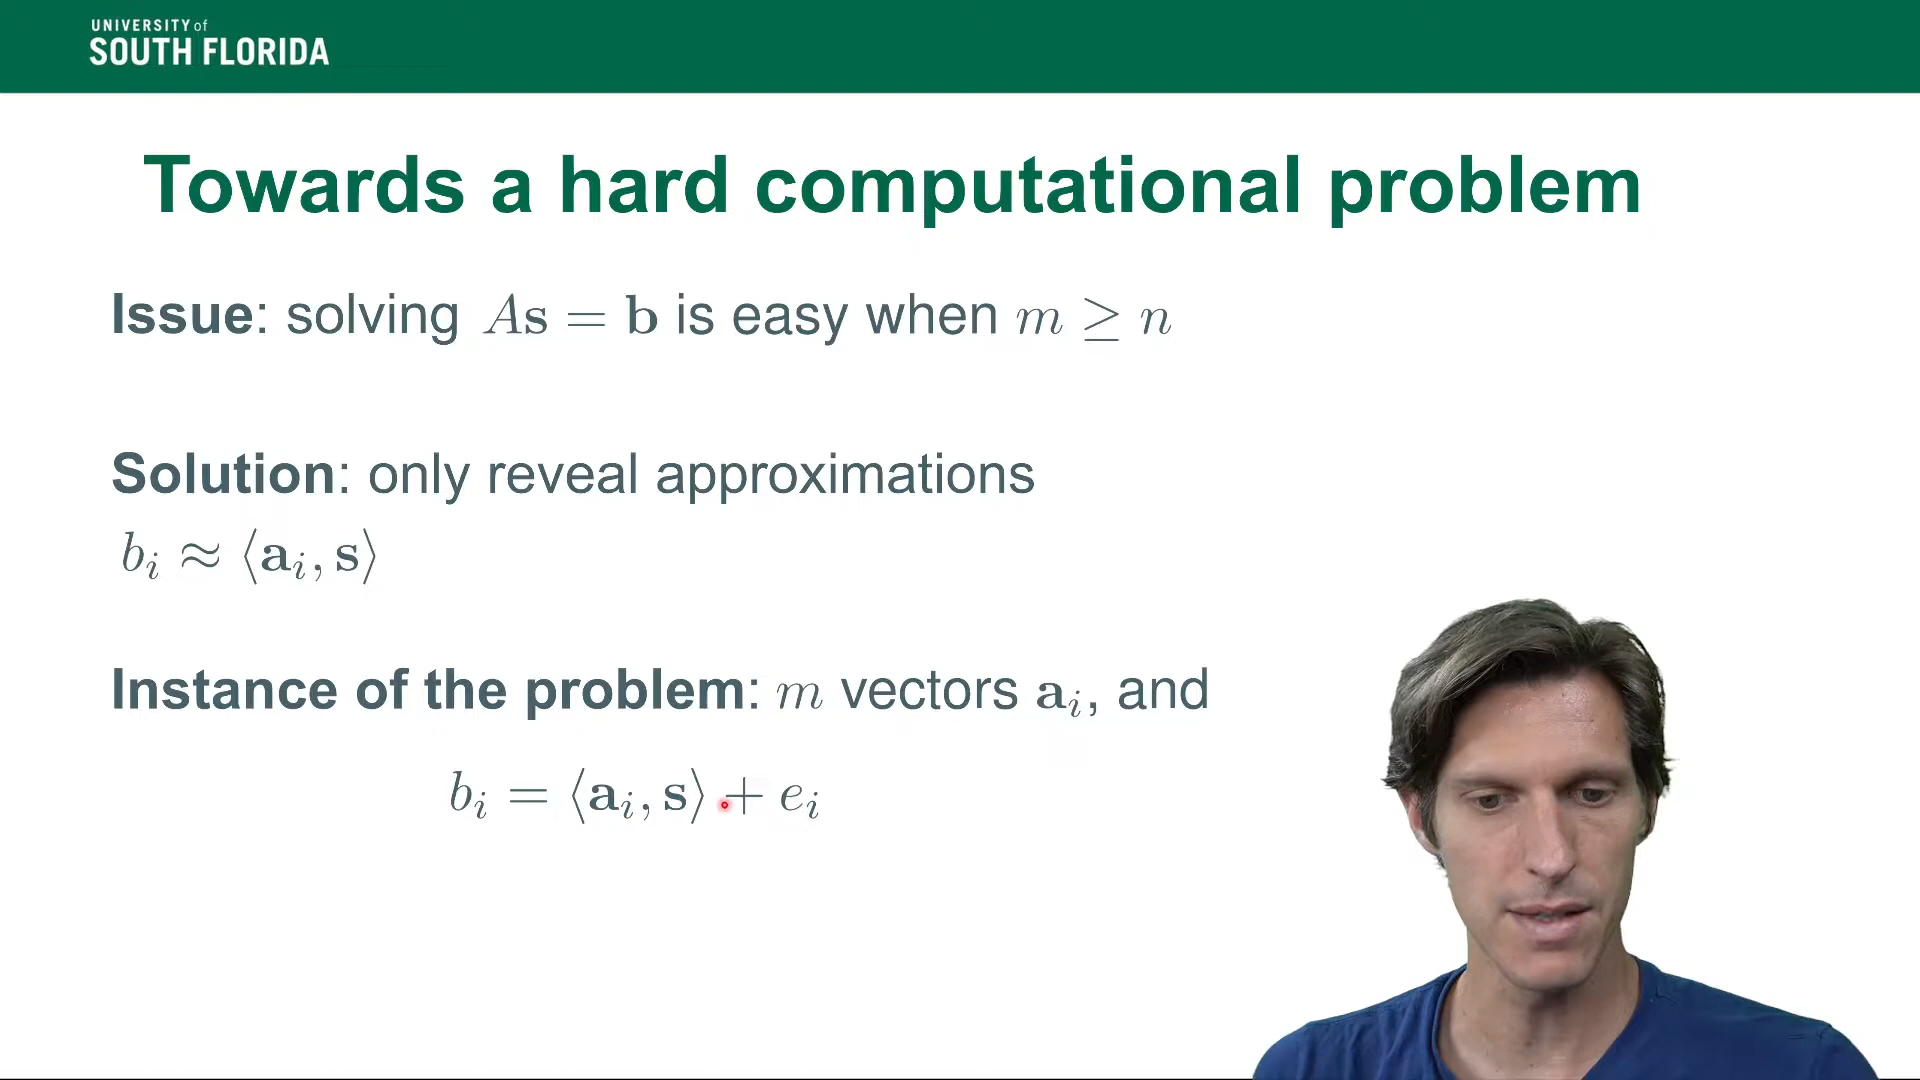 UNIVERSITY of
SOUTH FLORIDA
Towards a hard computational problem
Issue: solving As = b is easy when m ≥ n
Solution: only reveal approximations
bᵢ ≈ ⟨aᵢ, s⟩
Instance of the problem: m vectors aᵢ, and
bᵢ = ⟨aᵢ, s⟩ + eᵢ